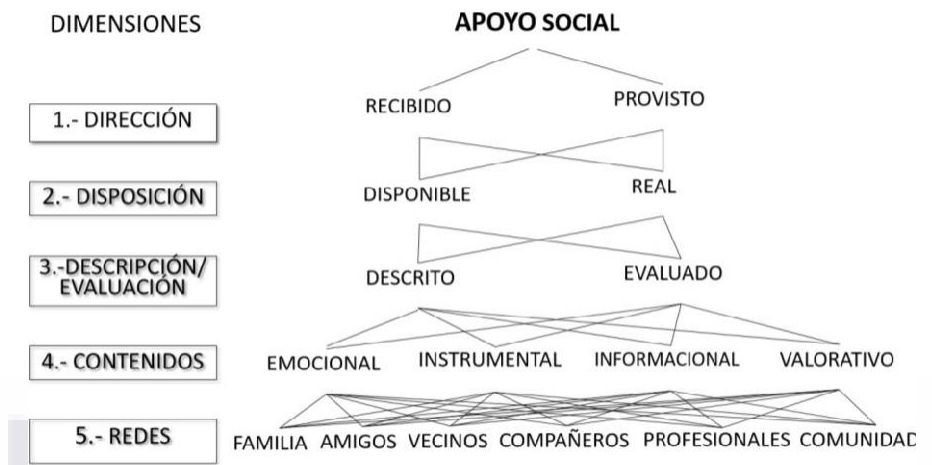 DIMENSIONES
APOYO SOCIAL
RECIBIDO
PROVISTO
1.- DIRECCIÓN
2.- DISPOSICIÓN
DISPONIBLE
REAL
3.-DESCRIPCIÓN/
EVALUACIÓN
DESCRITO
EVALUADO
4.- CONTENIDOS
EMOCIONAL
INSTRUMENTAL
INFORMACIONAL
VALORATIVO
5.- REDES
FAMILIA
AMIGOS
VECINOS
COMPAÑEROS
PROFESIONALES
COMUNIDAD